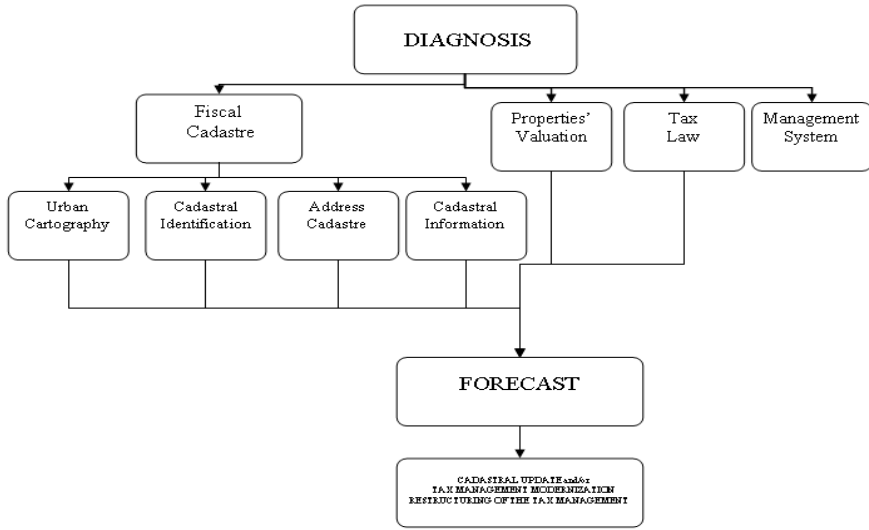 DIAGNOSIS
Fiscal
Cadastre
Properties'
Valuation
Tax
Law
Management
System
Urban
Cartography
Cadastral
Identification
Address
Cadastre
Cadastral
Information
FORECAST
CADASTRAL UPDATE and/or
TAX MANAGEMENT MODERNIZATION
RESTRUCTURING OF THE TAX MANAGEMENT